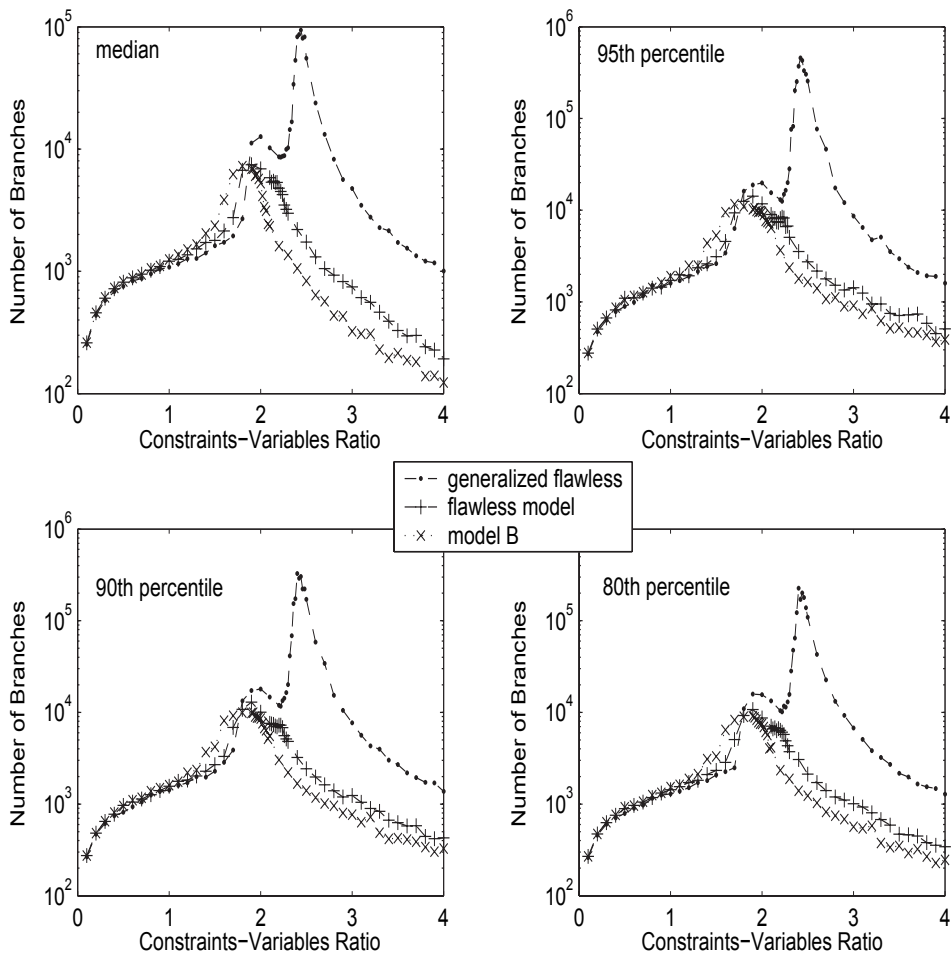 median
10^5
10^4
10^3
10^2
Number of Branches
0 1 2 3 4
Constraints−Variables Ratio
95th percentile
10^6
10^5
10^4
10^3
10^2
Number of Branches
0 1 2 3 4
Constraints−Variables Ratio
generalized flawless
flawless model
model B
90th percentile
10^6
10^5
10^4
10^3
10^2
Number of Branches
0 1 2 3 4
Constraints−Variables Ratio
80th percentile
10^6
10^5
10^4
10^3
10^2
Number of Branches
0 1 2 3 4
Constraints−Variables Ratio